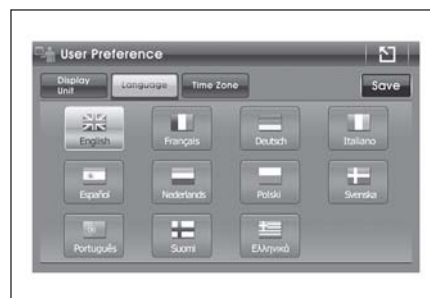 User Preference
Display
Unit
Language
Time Zone
Save
English
Français
Deutsch
Italiano
Español
Nederlands
Polski
Svenska
Português
Suomi
Ελληνικά